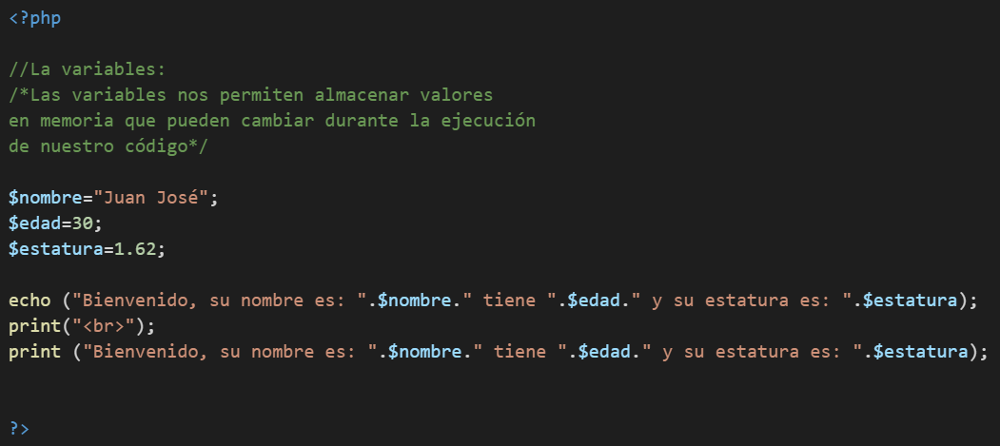 <?php
//La variables:
/*Las variables nos permiten almacenar valores
en memoria que pueden cambiar durante la ejecución
de nuestro código*/
$nombre="Juan José";
$edad=30;
$estatura=1.62;
echo ("Bienvenido, su nombre es: ".$nombre." tiene ".$edad." y su estatura es: ".$estatura);
print("<br>");
print ("Bienvenido, su nombre es: ".$nombre." tiene ".$edad." y su estatura es: ".$estatura);
?>